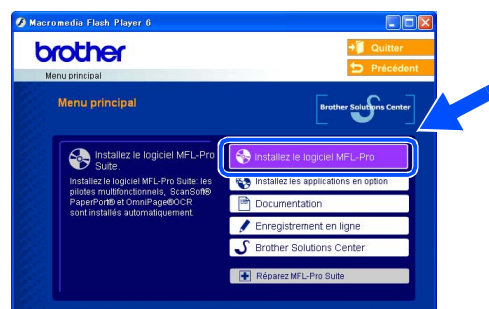 Macromedia Flash Player 6
brother
Quitter
Menu principal
Précédent
Menu principal
Brother Solutions Center
Installez le logiciel MFL-Pro
Suite.
Installez le logiciel MFL-Pro Suite: les
pilotes multifonctionnels, ScanSoft®
PaperPort® et OmniPage®OCR
sont installés automatiquement.
Installez le logiciel MFL-Pro
Installez les applications en option
Documentation
Enregistrement en ligne
Brother Solutions Center
Réparez MFL-Pro Suite